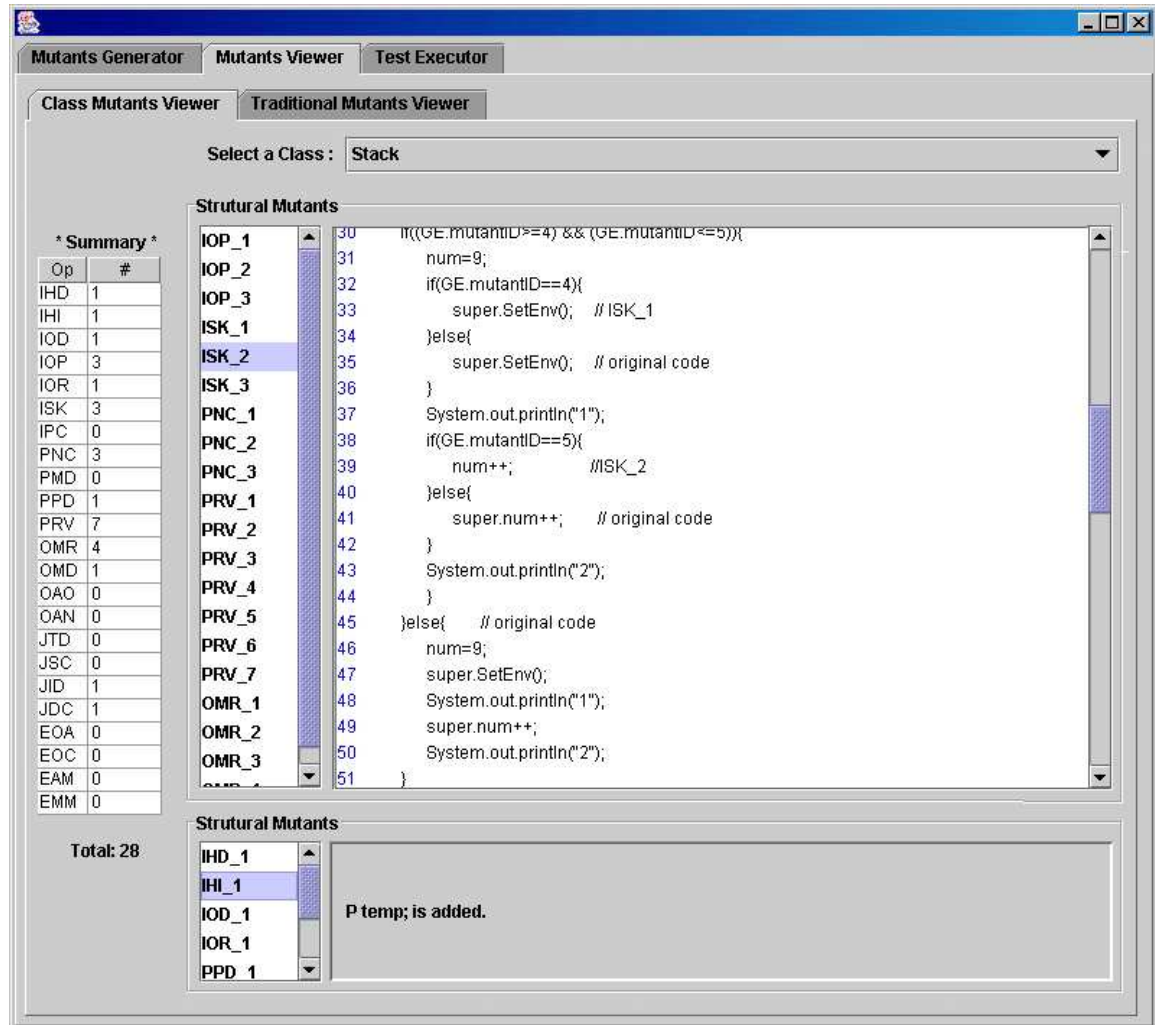 Mutants Generator Mutants Viewer Test Executor
Class Mutants Viewer Traditional Mutants Viewer
Select a Class : Stack
* Summary *
Op #
IHD 1
IHI 1
IOD 1
IOP 3
IOR 1
ISK 3
IPC 0
PNC 3
PMD 0
PPD 1
PRV 7
OMR 4
OMD 1
OAO 0
OAN 0
JTD 0
JSC 0
JID 1
JDC 1
EOA 0
EOC 0
EAM 0
EMM 0
Total: 28
Strutural Mutants
IOP_1
IOP_2
IOP_3
ISK_1
ISK_2
ISK_3
PNC_1
PNC_2
PNC_3
PRV_1
PRV_2
PRV_3
PRV_4
PRV_5
PRV_6
PRV_7
OMR_1
OMR_2
OMR_3
30 if((GE.mutantID>=4) && (GE.mutantID<=5)){
31 num=9;
32 if(GE.mutantID==4){
33 super.SetEnv(); // ISK_1
34 }else{
35 super.SetEnv(); // original code
36 }
37 System.out.println("1");
38 if(GE.mutantID==5){
39 num++; //ISK_2
40 }else{
41 super.num++; // original code
42 }
43 System.out.println("2");
44 }
45 }else{ // original code
46 num=9;
47 super.SetEnv();
48 System.out.println("1");
49 super.num++;
50 System.out.println("2");
51 }
Strutural Mutants
IHD_1
IHI_1
IOD_1
IOR_1
PPD_1
P temp; is added.